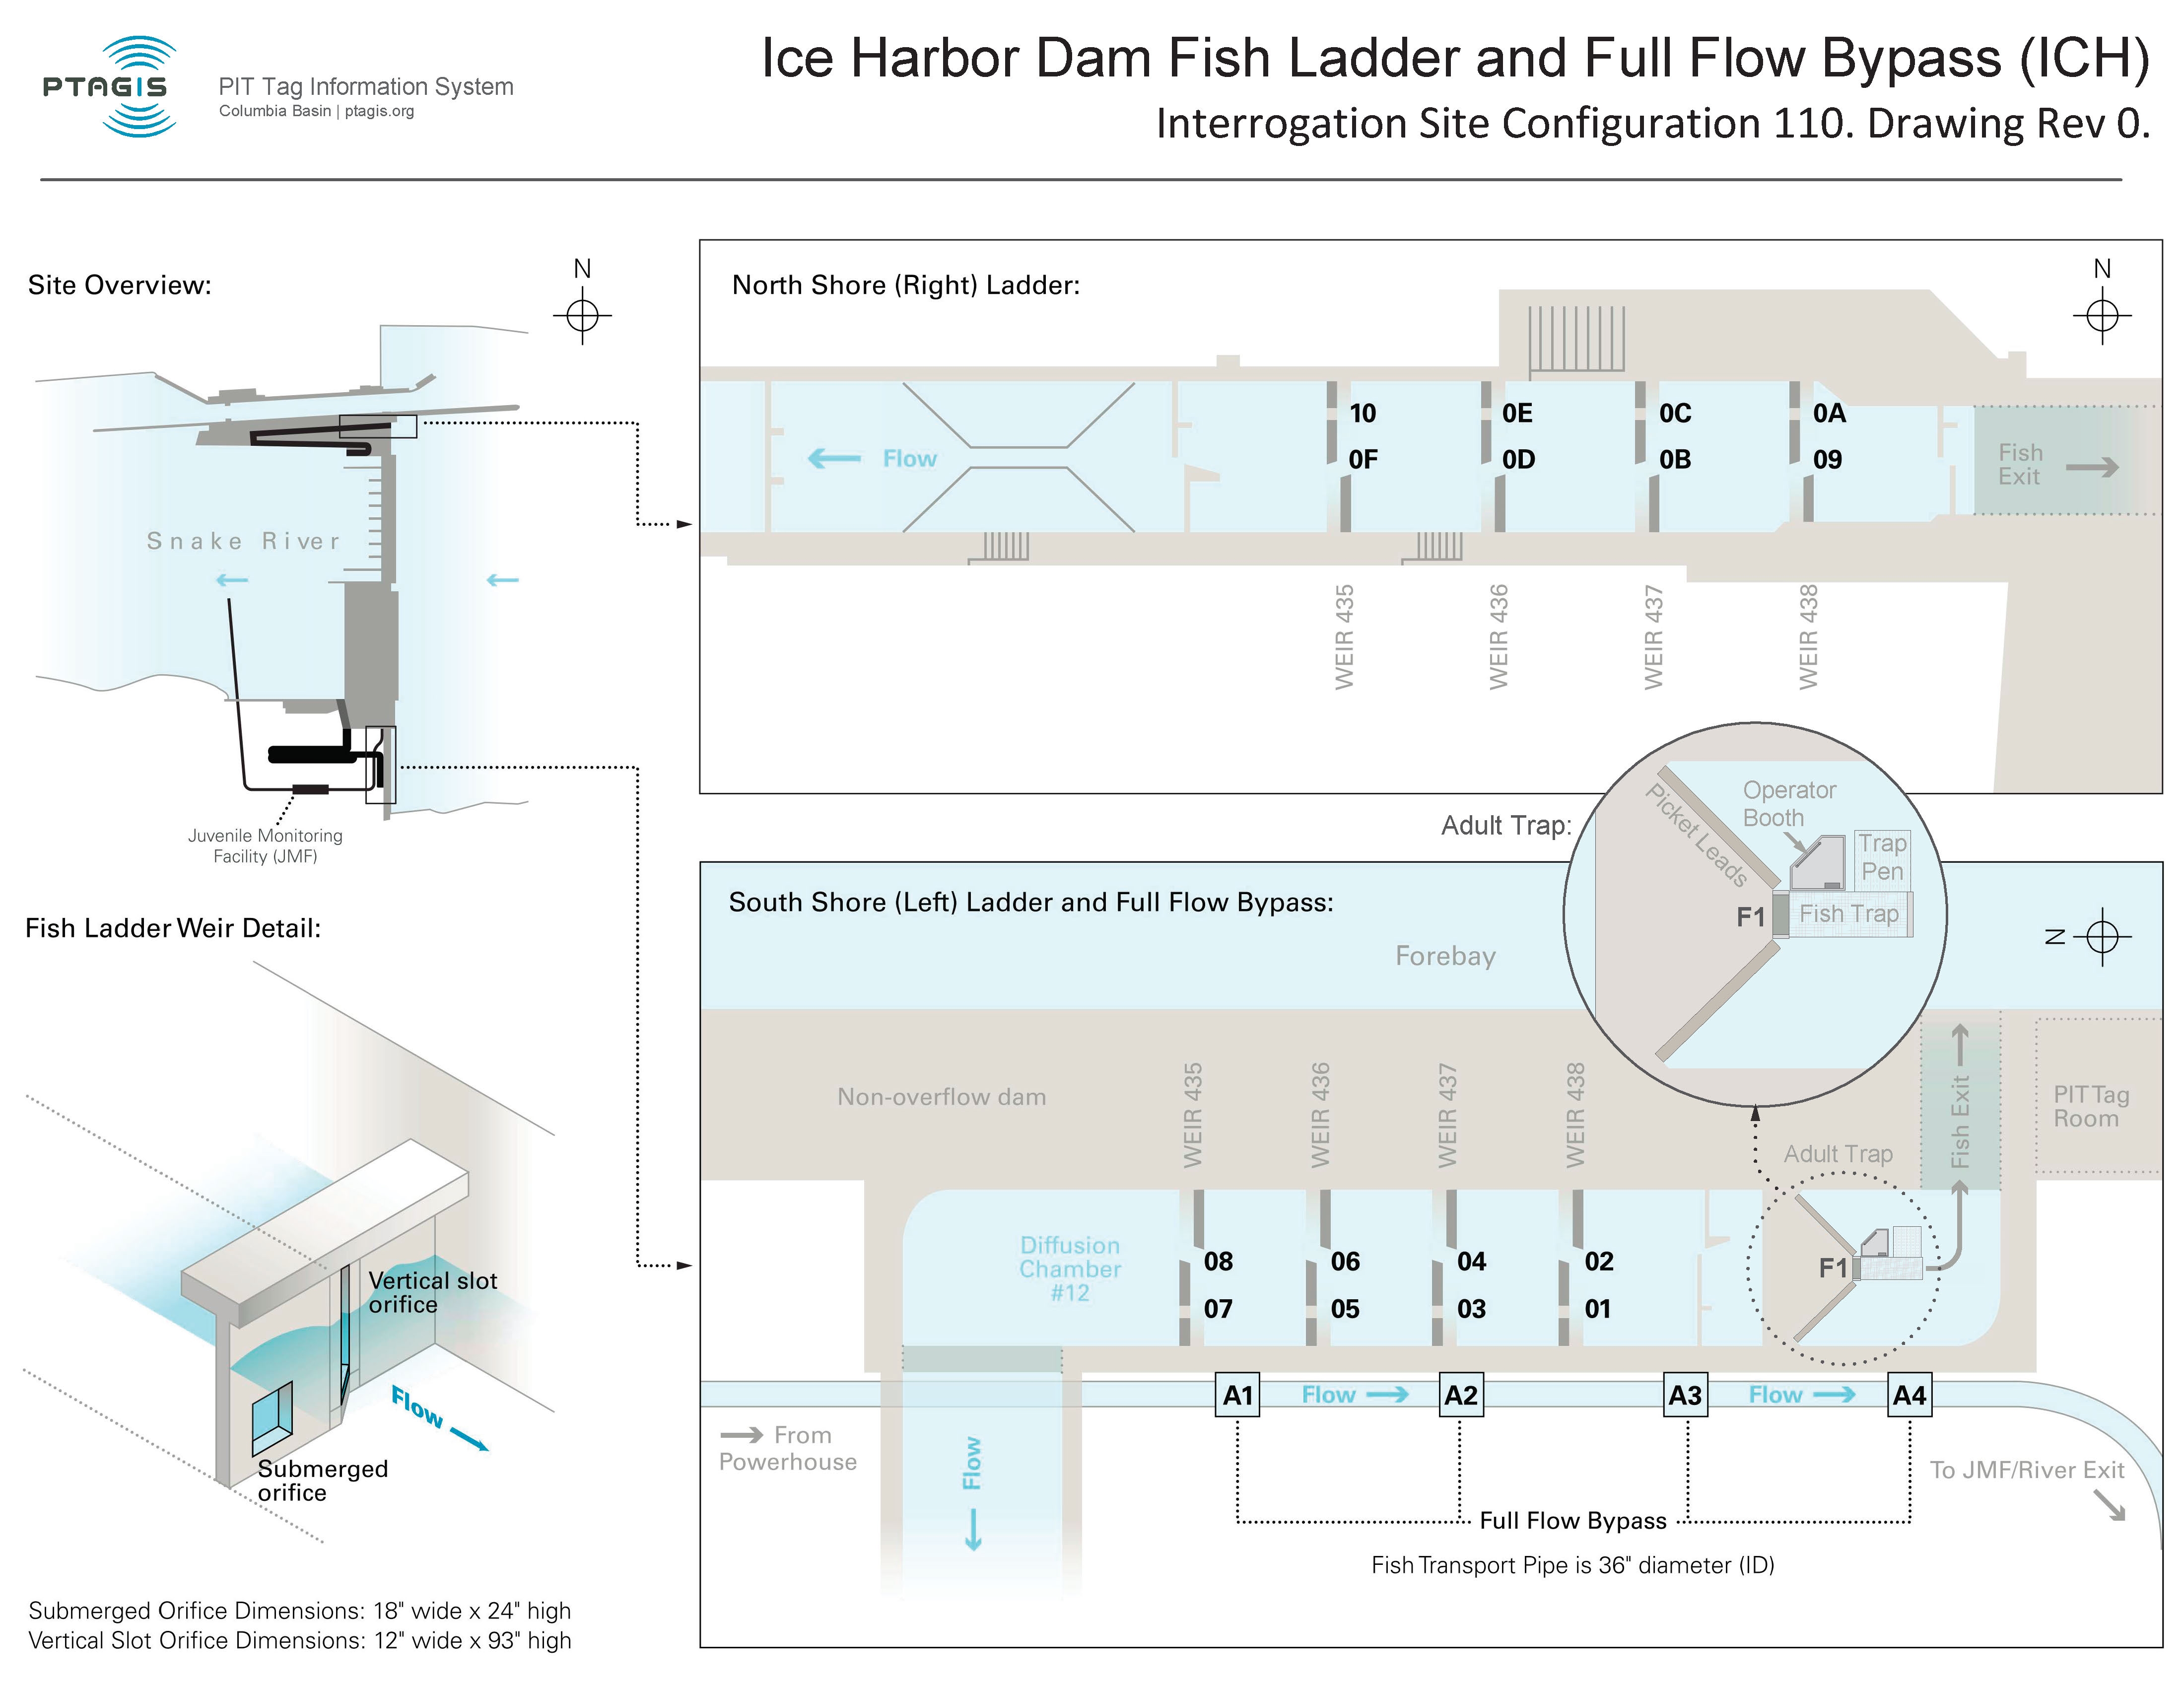 PTAGIS
PIT Tag Information System
Columbia Basin | ptagis.org
Ice Harbor Dam Fish Ladder and Full Flow Bypass (ICH)
Interrogation Site Configuration 110. Drawing Rev 0.
Site Overview:
N
Snake River
Juvenile Monitoring
Facility (JMF)
North Shore (Right) Ladder:
N
10
0E
0C
0A
0F
0D
0B
09
Flow
Fish
Exit
WEIR 435
WEIR 436
WEIR 437
WEIR 438
Adult Trap:
Picket Leads
Operator
Booth
Trap
Pen
F1
Fish Trap
South Shore (Left) Ladder and Full Flow Bypass:
Forebay
N
Non-overflow dam
WEIR 435
WEIR 436
WEIR 437
WEIR 438
Adult Trap
Fish Exit
PIT Tag
Room
Diffusion
Chamber
#12
08
06
04
02
07
05
03
01
F1
A1
Flow
A2
A3
Flow
A4
From
Powerhouse
Flow
To JMF/River Exit
Full Flow Bypass
Fish Transport Pipe is 36" diameter (ID)
Fish Ladder Weir Detail:
Vertical slot
orifice
Flow
Submerged
orifice
Submerged Orifice Dimensions: 18" wide x 24" high
Vertical Slot Orifice Dimensions: 12" wide x 93" high